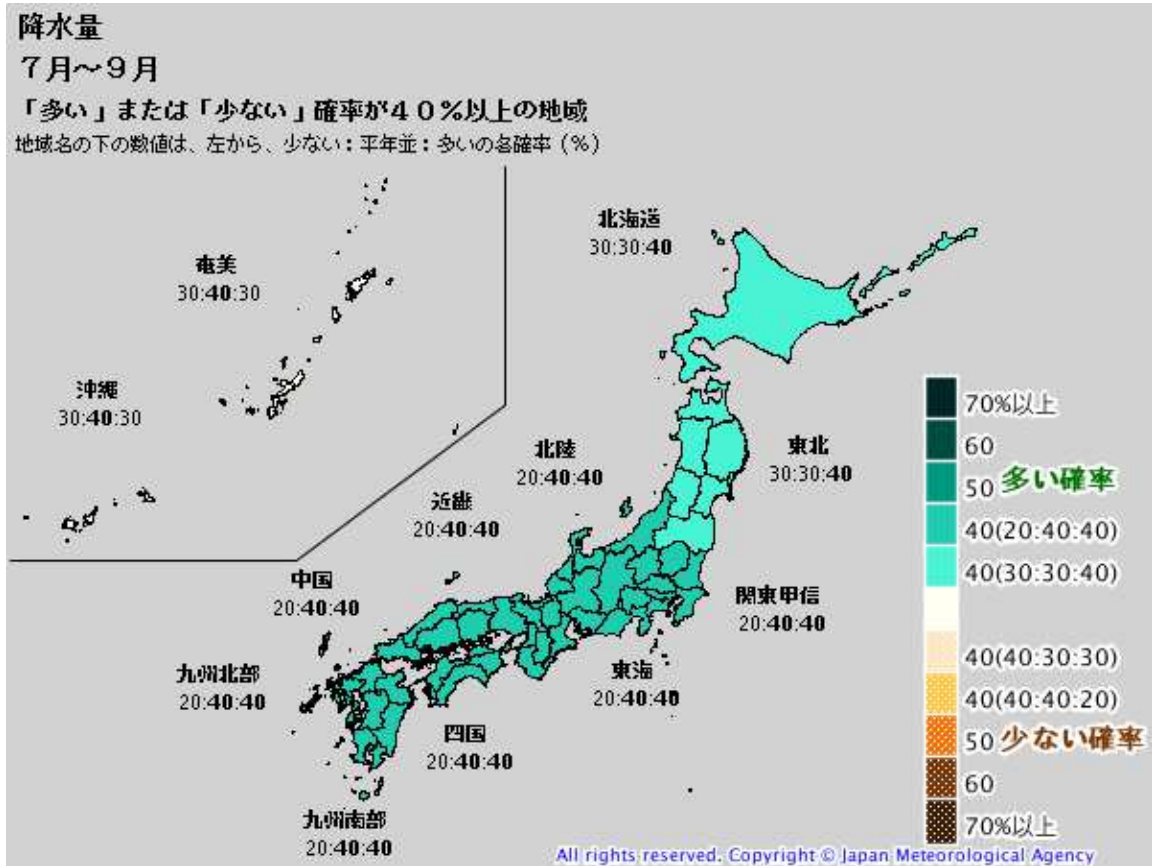 降水量
７月～９月
「多い」または「少ない」確率が４０％以上の地域
地域名の下の数値は、左から、少ない：平年並：多いの各確率（％）
北海道
30:30:40
奄美
30:40:30
沖縄
30:40:30
東北
30:30:40
北陸
20:40:40
近畿
20:40:40
中国
20:40:40
関東甲信
20:40:40
東海
20:40:40
九州北部
20:40:40
四国
20:40:40
九州南部
20:40:40
70%以上
60
50 多い確率
40(20:40:40)
40(30:30:40)
40(40:30:30)
40(40:40:20)
50 少ない確率
60
70%以上
All rights reserved. Copyright © Japan Meteorological Agency